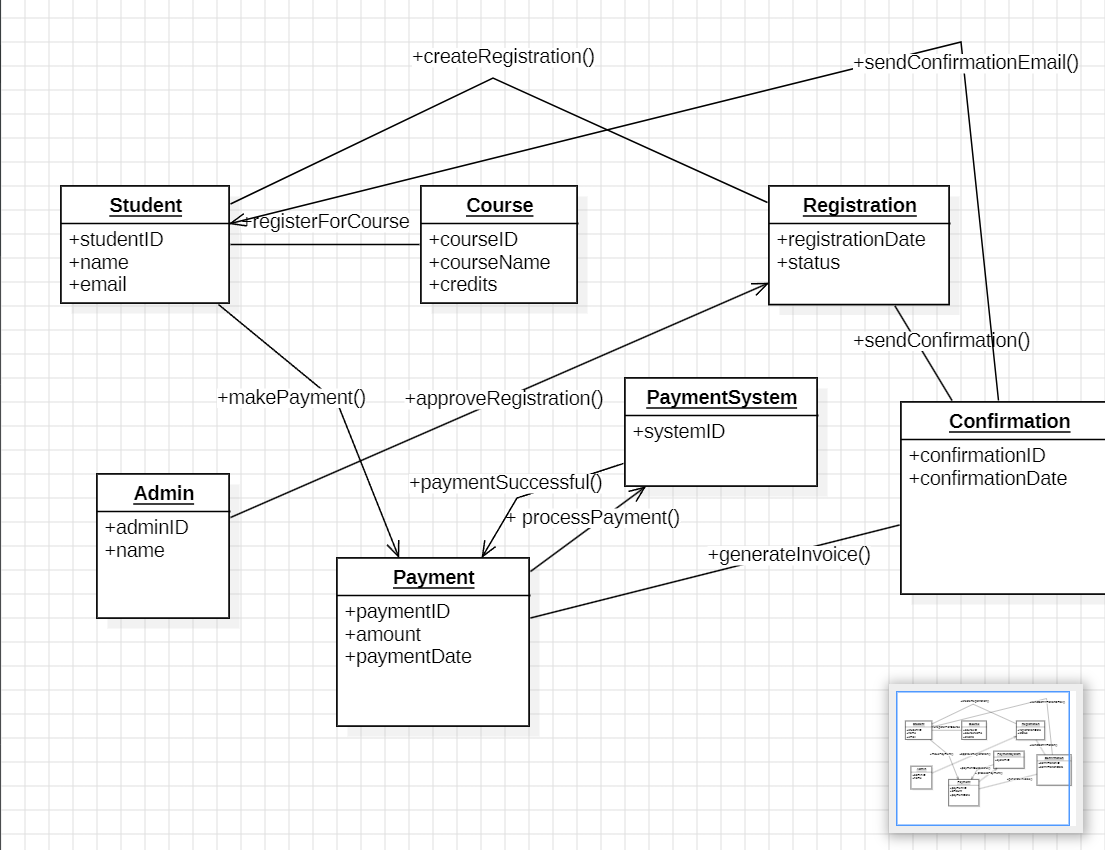 +createRegistration()
+sendConfirmationEmail()
Student
+studentID
+name
+email
+registerForCourse
Course
+courseID
+courseName
+credits
Registration
+registrationDate
+status
+sendConfirmation()
+makePayment()
+approveRegistration()
PaymentSystem
+systemID
Confirmation
+confirmationID
+confirmationDate
Admin
+adminID
+name
+paymentSuccessful()
+ processPayment()
+generateInvoice()
Payment
+paymentID
+amount
+paymentDate